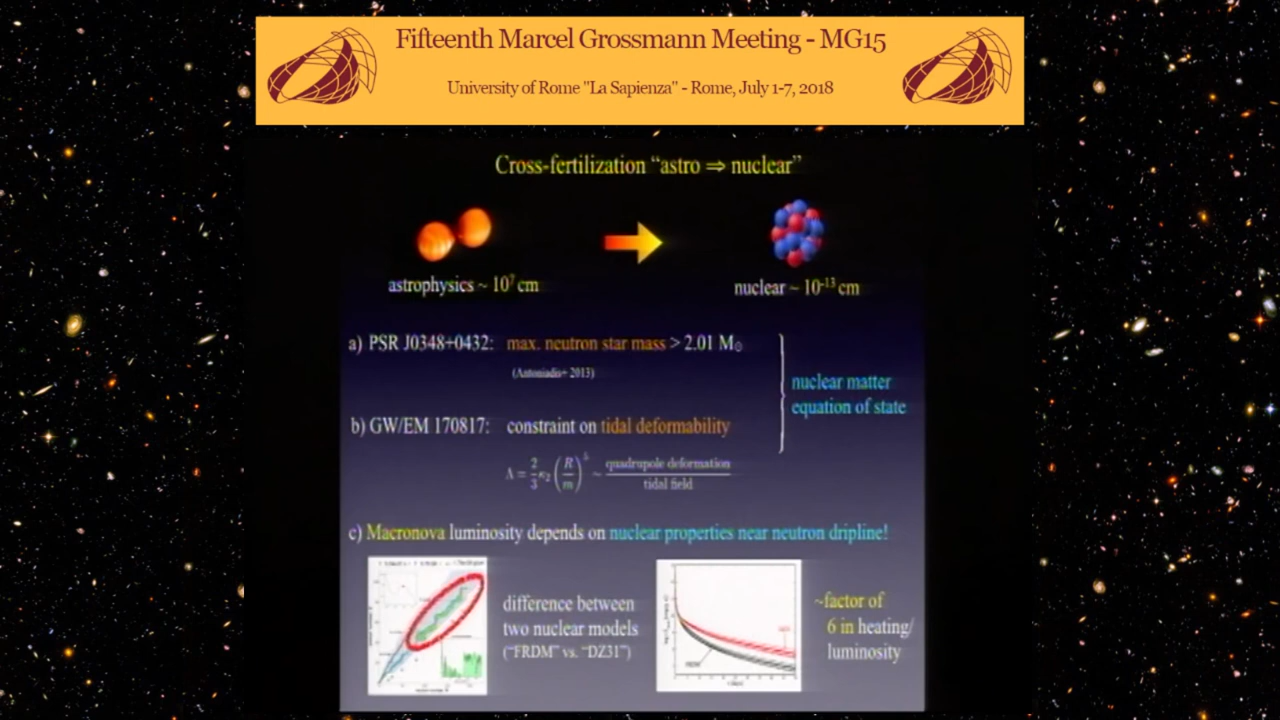 Fifteenth Marcel Grossmann Meeting - MG15
University of Rome "La Sapienza" - Rome, July 1-7, 2018
Cross-fertilization “astro ⇒ nuclear”
astrophysics ~ 10⁷ cm
nuclear ~ 10⁻¹³ cm
a) PSR J0348+0432: max. neutron star mass > 2.01 M☉
(Antoniadis+ 2013)
nuclear matter
equation of state
b) GW/EM 170817: constraint on tidal deformability
Λ = 2/3 κ₂ (R/m)⁵ ~ quadrupole deformation / tidal field
c) Macronova luminosity depends on nuclear properties near neutron dripline!
difference between
two nuclear models
("FRDM" vs. "DZ31")
~factor of
6 in heating/
luminosity